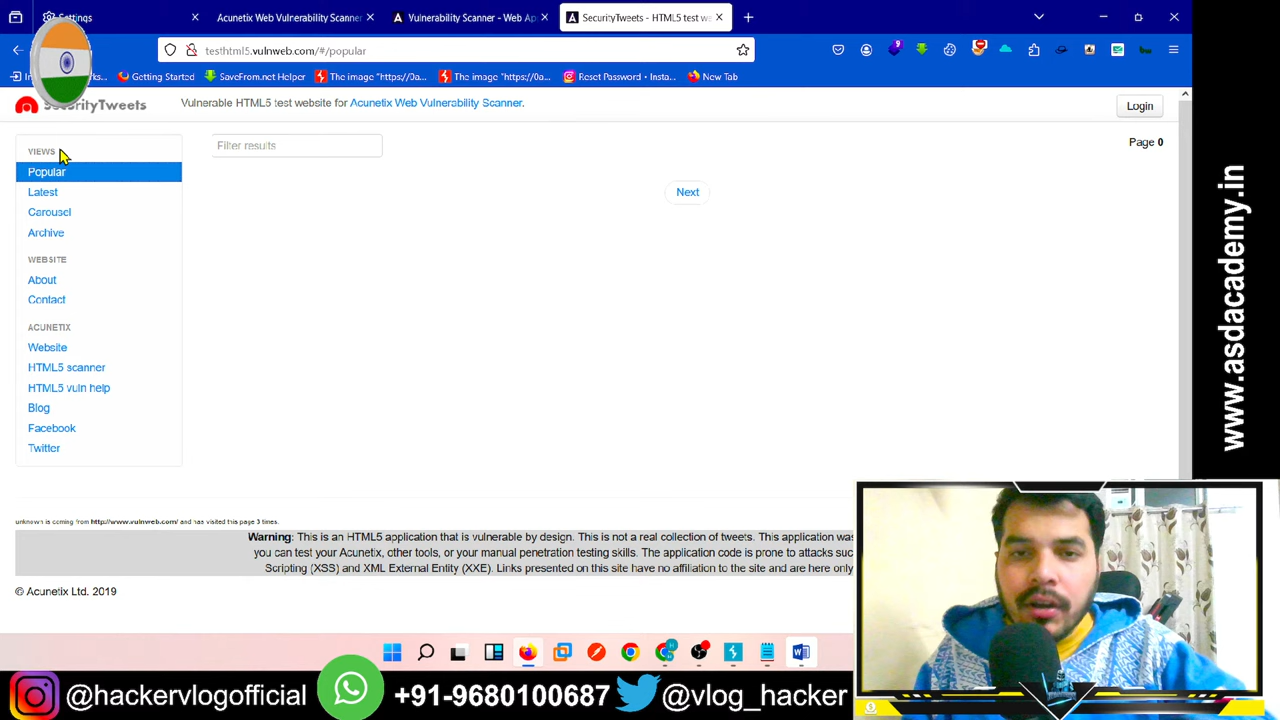 Settings
Acunetix Web Vulnerability Scanner
Vulnerability Scanner - Web Ap
SecurityTweets - HTML5 test we
testhtml5.vulnweb.com/#/popular
Getting Started
SaveFrom.net Helper
The image "https://0a...
The image "https://0a...
Reset Password • Insta...
New Tab
SecurityTweets
Vulnerable HTML5 test website for Acunetix Web Vulnerability Scanner.
Login
VIEWS
Popular
Latest
Carousel
Archive
WEBSITE
About
Contact
ACUNETIX
Website
HTML5 scanner
HTML5 vuln help
Blog
Facebook
Twitter
Filter results
Page 0
Next
unknown is coming from http://www.vulnweb.com/ and has visited this page 3 times.
Warning: This is an HTML5 application that is vulnerable by design. This is not a real collection of tweets. This application was
you can test your Acunetix, other tools, or your manual penetration testing skills. The application code is prone to attacks suc
Scripting (XSS) and XML External Entity (XXE). Links presented on this site have no affiliation to the site and are here only
© Acunetix Ltd. 2019
www.asdacademy.in
@hackervlogofficial
+91-9680100687
@vlog_hacker